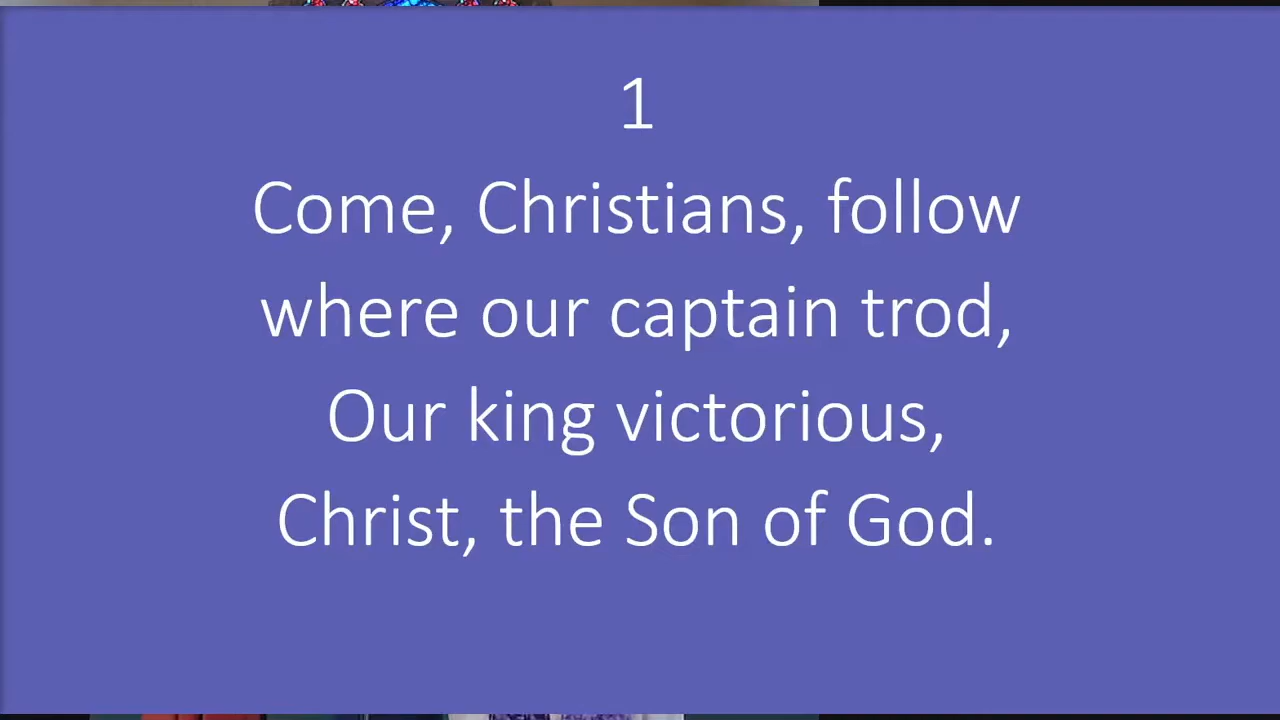 1
Come, Christians, follow
where our captain trod,
Our king victorious,
Christ, the Son of God.